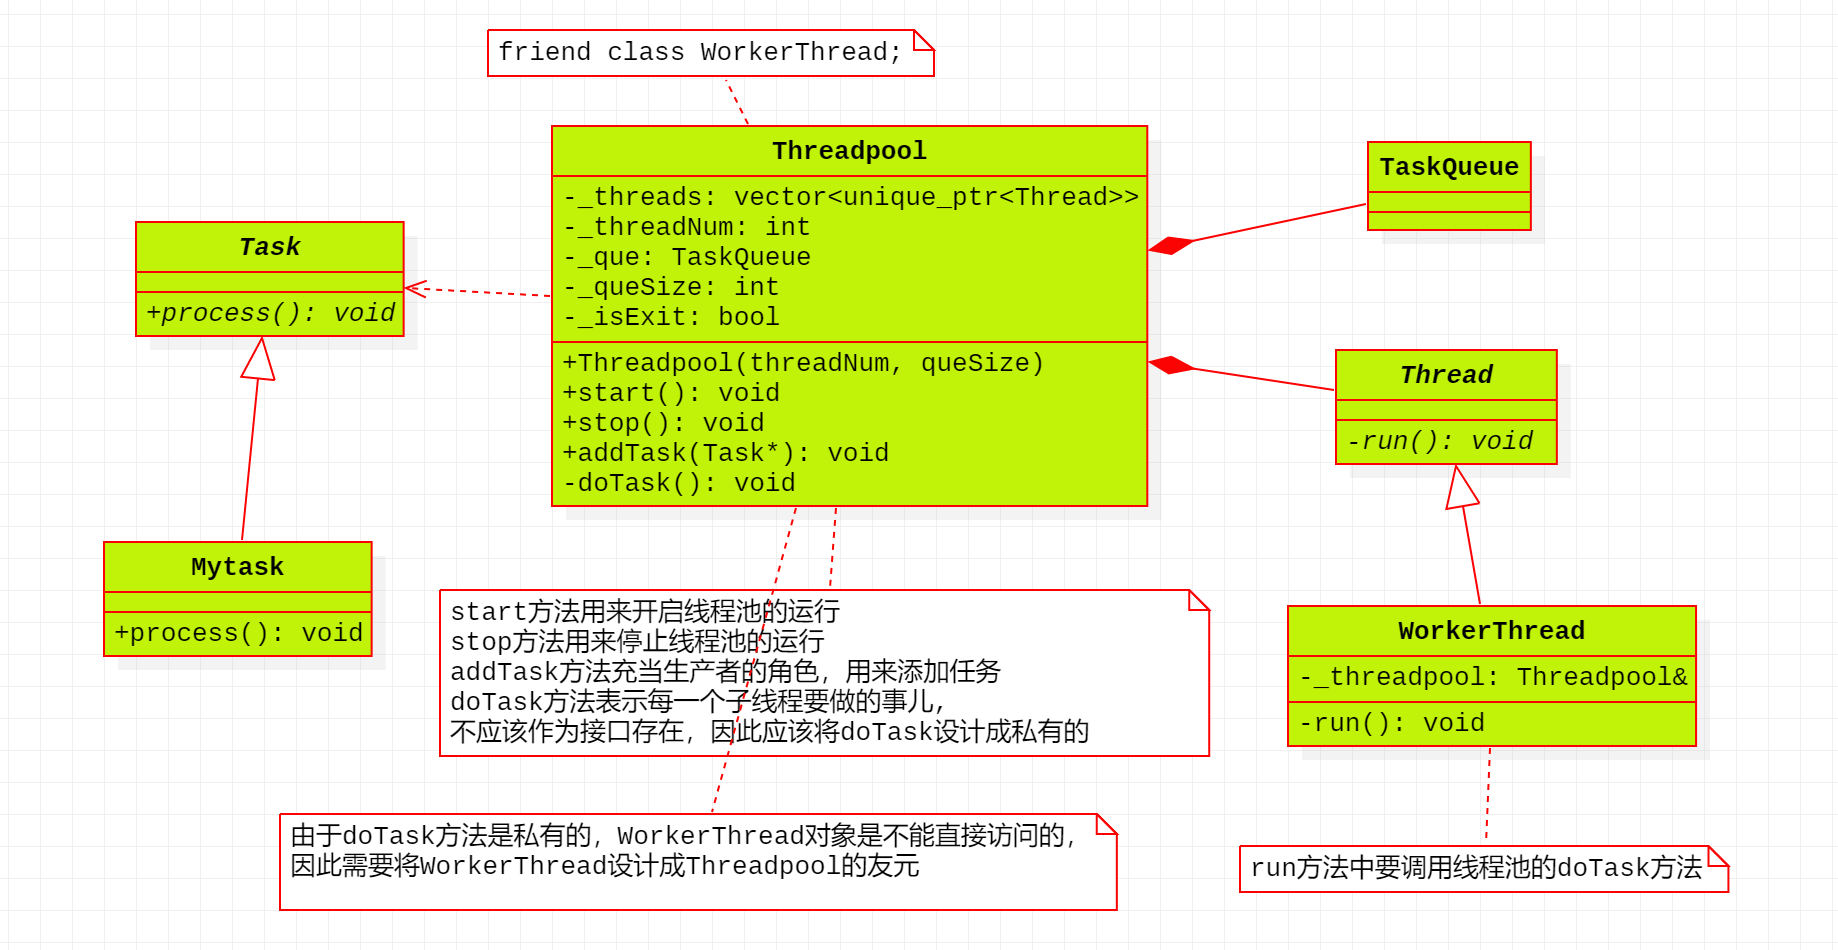 friend class WorkerThread;
Threadpool
-_threads: vector<unique_ptr<Thread>>
-_threadNum: int
-_que: TaskQueue
-_queSize: int
-_isExit: bool
+Threadpool(threadNum, queSize)
+start(): void
+stop(): void
+addTask(Task*): void
-doTask(): void
TaskQueue
Task
+process(): void
Thread
-run(): void
Mytask
+process(): void
start方法用来开启线程池的运行
stop方法用来停止线程池的运行
addTask方法充当生产者的角色，用来添加任务
doTask方法表示每一个子线程要做的事儿，
不应该作为接口存在，因此应该将doTask设计成私有的
WorkerThread
-_threadpool: Threadpool&
-run(): void
由于doTask方法是私有的，WorkerThread对象是不能直接访问的，
因此需要将WorkerThread设计成Threadpool的友元
run方法中要调用线程池的doTask方法